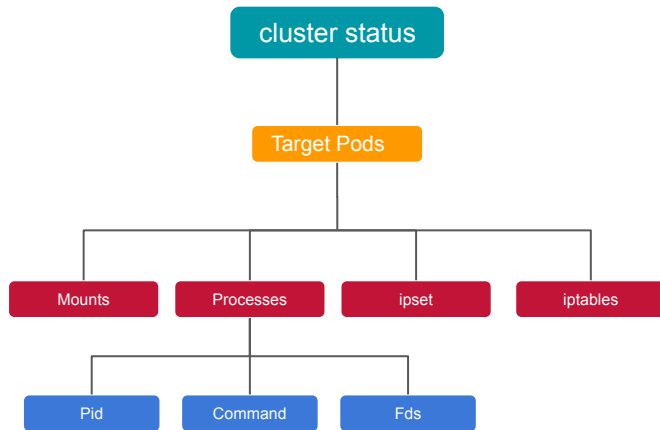 cluster status
Target Pods
Mounts
Processes
ipset
iptables
Pid
Command
Fds